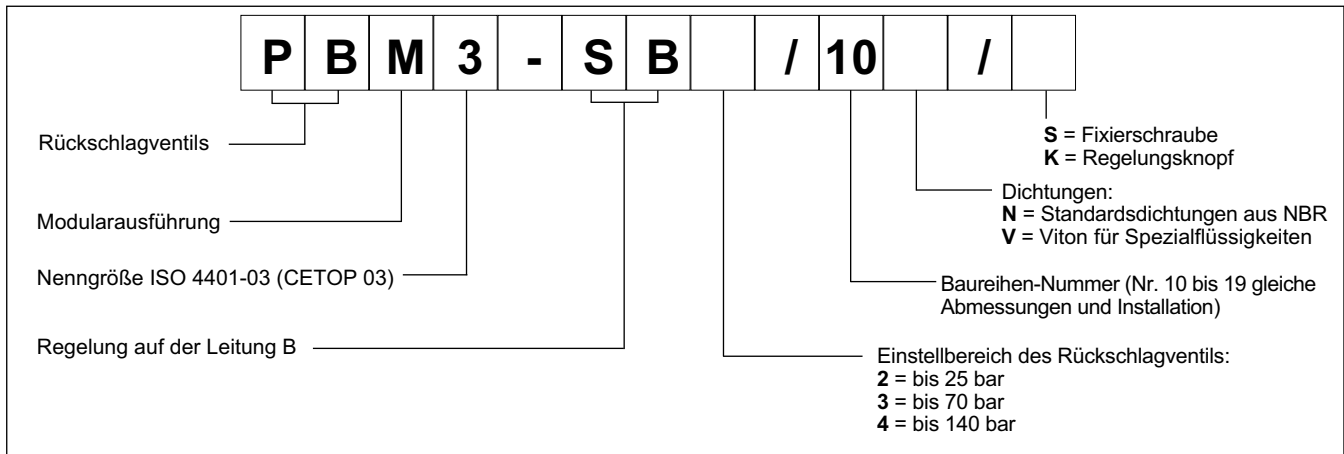 P B M 3 - S B / 10 /
Rückschlagventils
Modularausführung
Nenngröße ISO 4401-03 (CETOP 03)
Regelung auf der Leitung B
S = Fixierschraube
K = Regelungsknopf
Dichtungen:
N = Standardsdichtungen aus NBR
V = Viton für Spezialflüssigkeiten
Baureihen-Nummer (Nr. 10 bis 19 gleiche
Abmessungen und Installation)
Einstellbereich des Rückschlagventils:
2 = bis 25 bar
3 = bis 70 bar
4 = bis 140 bar